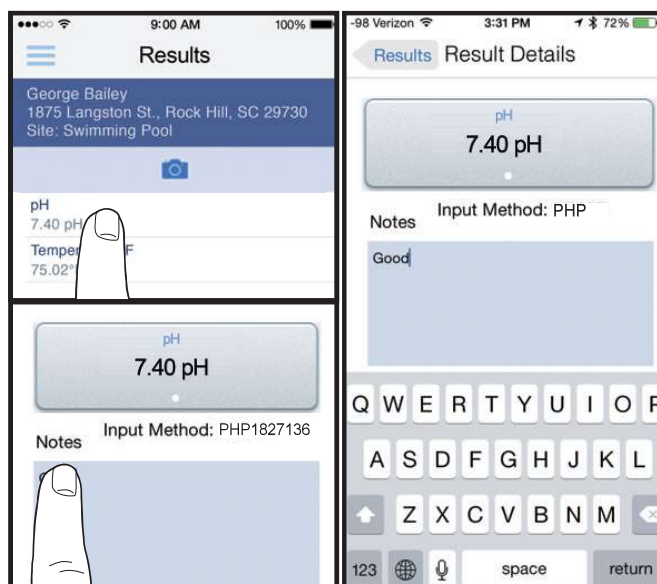 9:00 AM 100%
Results
George Bailey
1875 Langston St., Rock Hill, SC 29730
Site: Swimming Pool
pH
7.40 pH
Temper F
75.02°
pH
7.40 pH
Input Method: PHP1827136
Notes
-98 Verizon 3:31 PM 72%
Results Result Details
pH
7.40 pH
Input Method: PHP
Notes
Good
Q W E R T Y U I O P
A S D F G H J K L
Z X C V B N M
123 space return